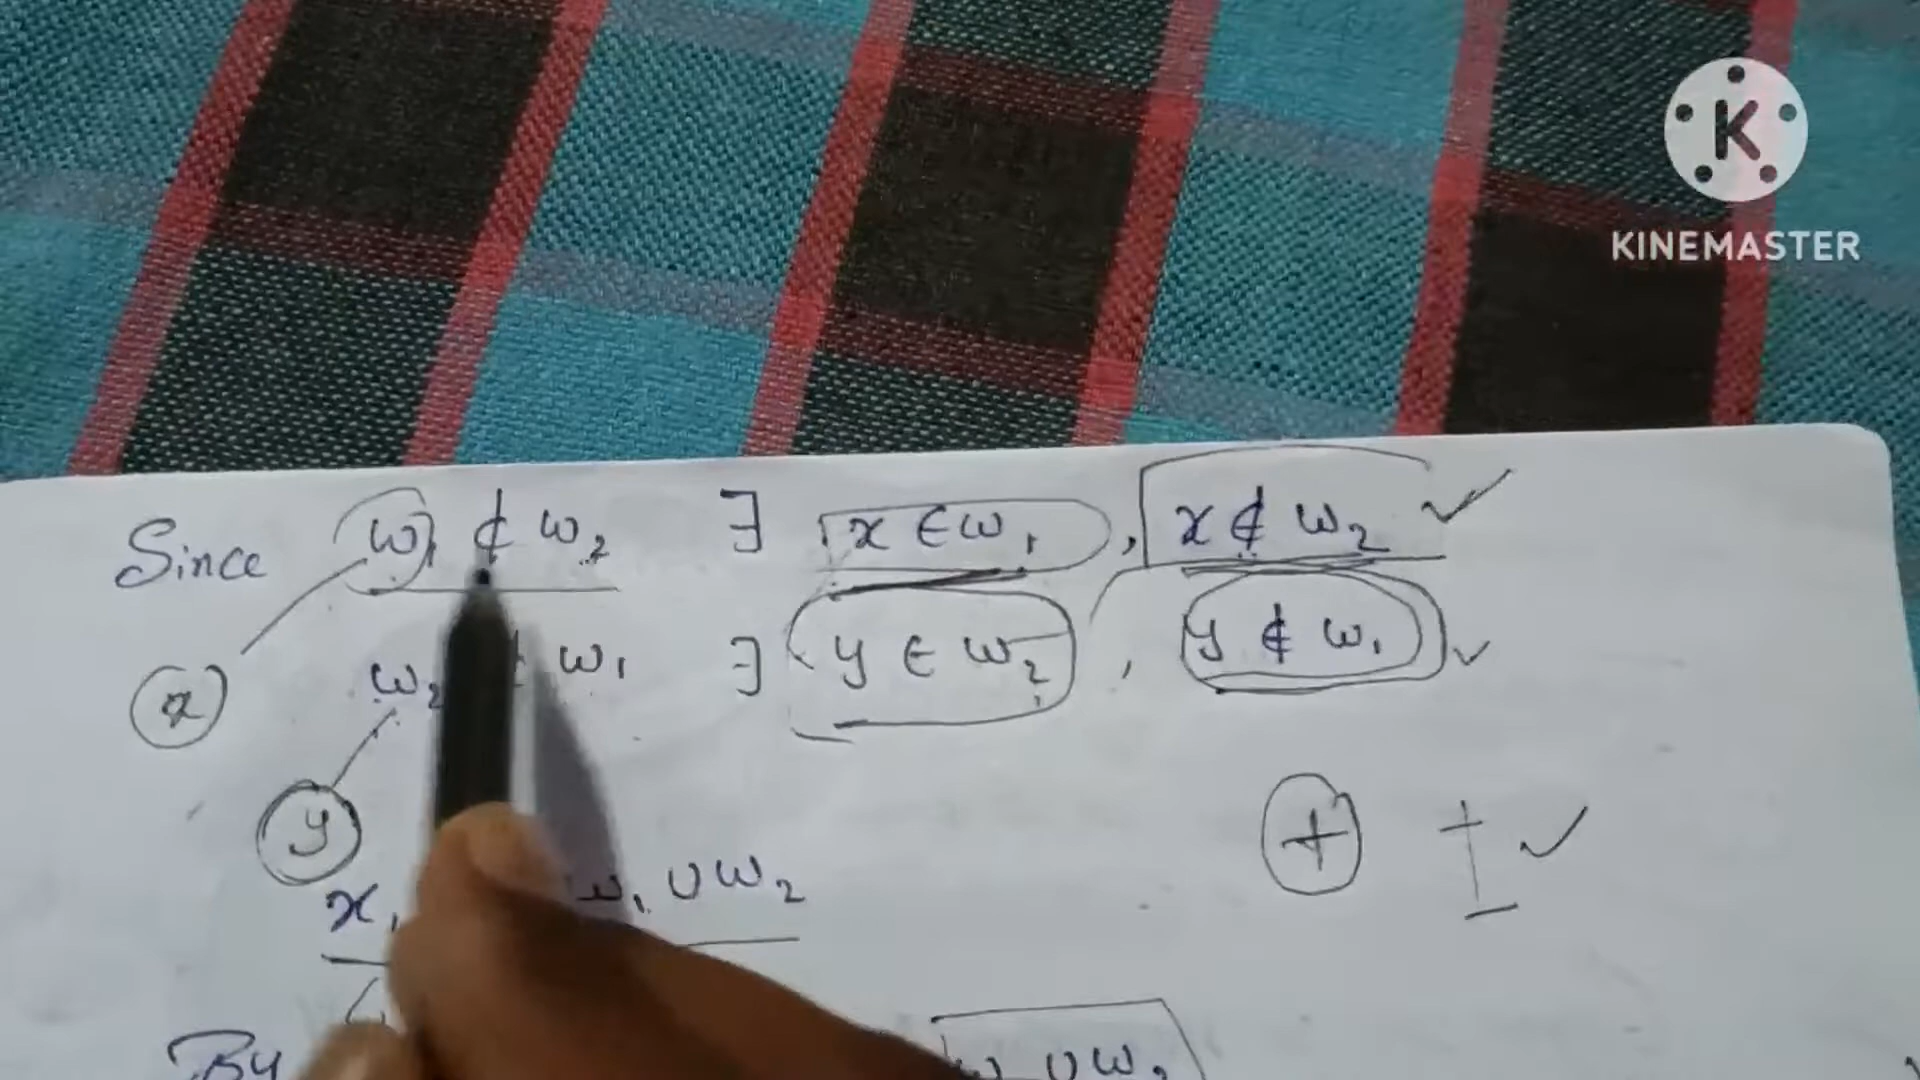 KINEMASTER
Since W₁ ⊄ W₂ ∃ x ∈ W₁, x ∉ W₂ ✓
W₂ W₁ ∃ y ∈ W₂, y ∉ W₁ ✓
x
y
+ ± ✓
x, W₁ ∪ W₂
By W ∪ W₂